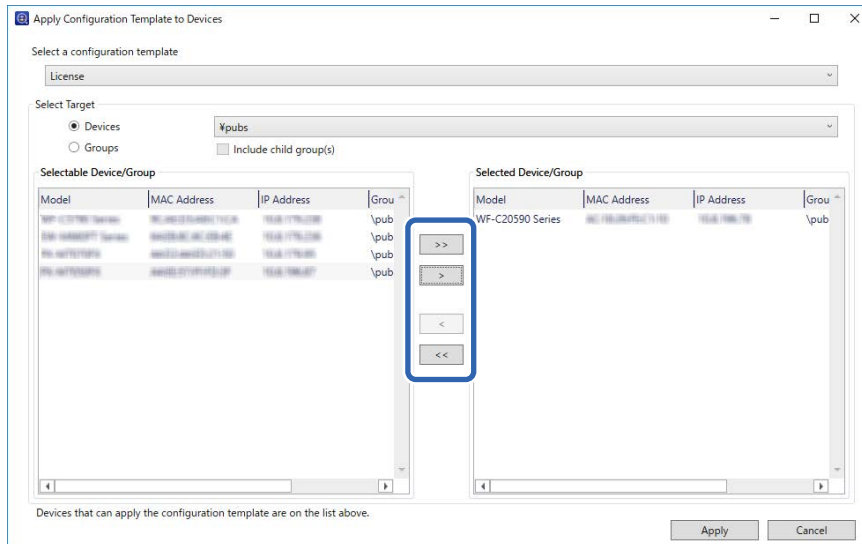 Apply Configuration Template to Devices
Select a configuration template
License
Select Target
Devices
¥pubs
Groups
Include child group(s)
Selectable Device/Group
Model MAC Address IP Address Grou
\pub
\pub
\pub
\pub
>>
>
<
<<
Selected Device/Group
Model MAC Address IP Address Grou
WF-C20590 Series \pub
Devices that can apply the configuration template are on the list above.
Apply Cancel